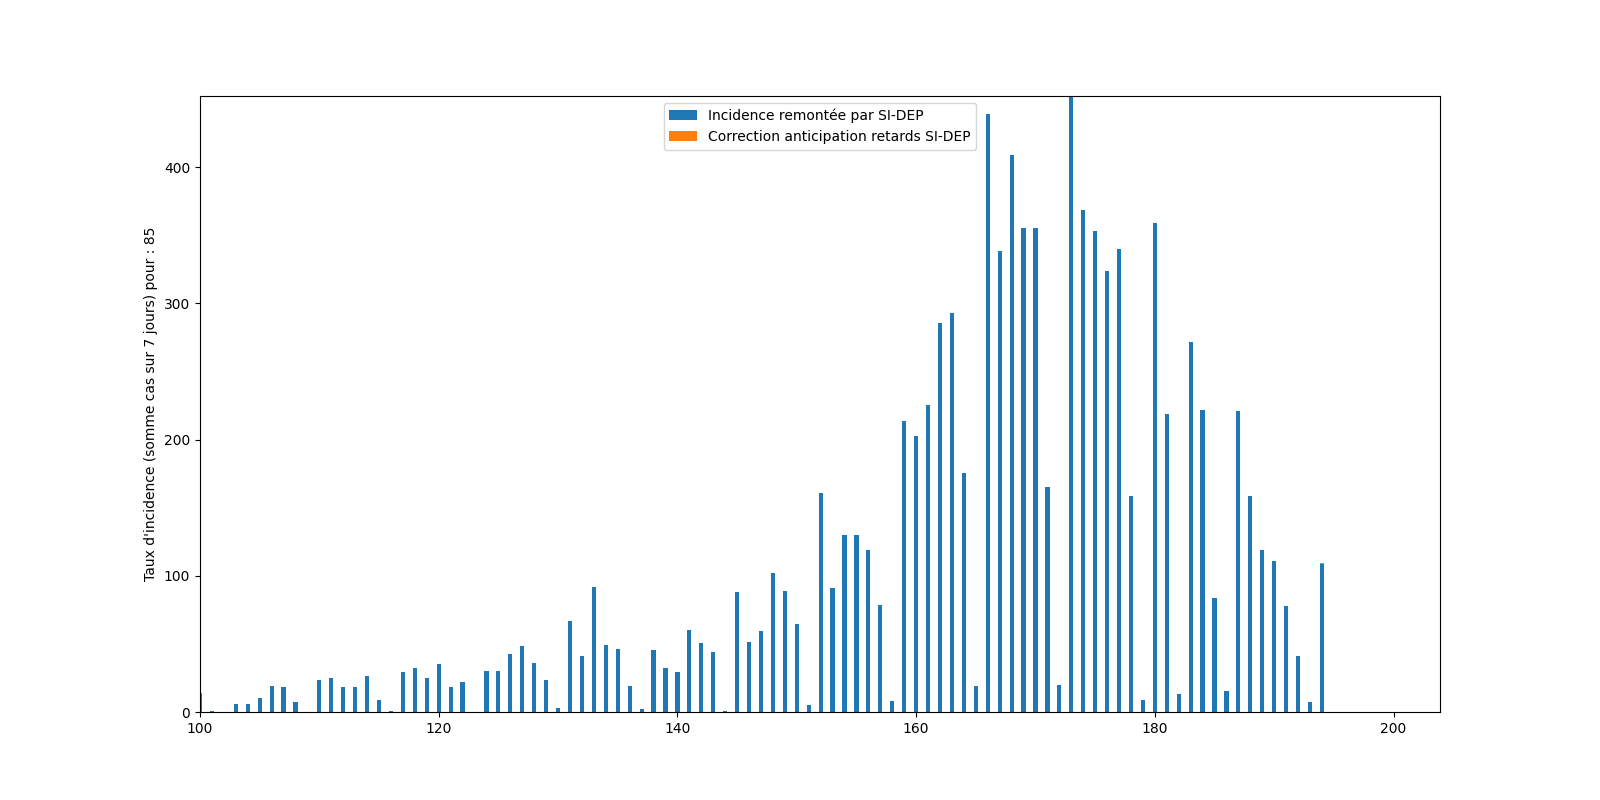 Incidence remontée par SI-DEP
Correction anticipation retards SI-DEP
Taux d'incidence (somme cas sur 7 jours) pour : 85
400
300
200
100
0
100 120 140 160 180 200